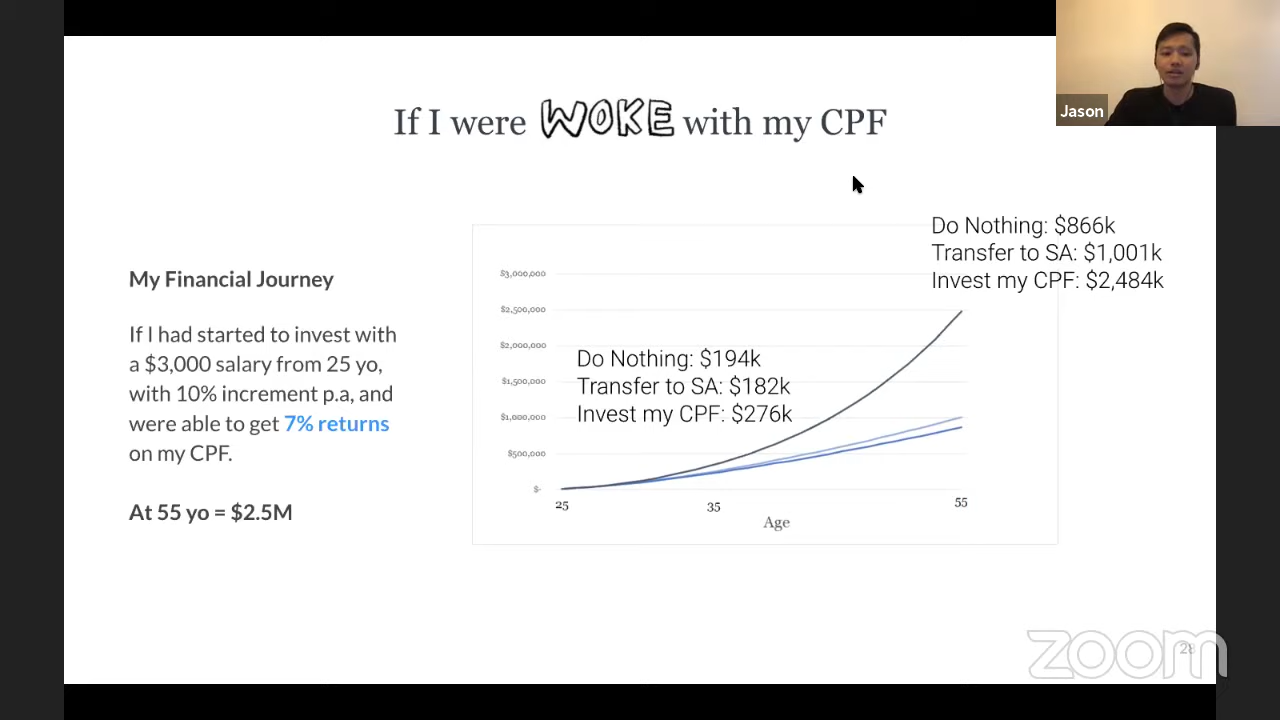 Jason
If I were WOKE with my CPF
Do Nothing: $866k
Transfer to SA: $1,001k
Invest my CPF: $2,484k
My Financial Journey
If I had started to invest with
a $3,000 salary from 25 yo,
with 10% increment p.a, and
were able to get 7% returns
on my CPF.
At 55 yo = $2.5M
$3,000,000
$2,500,000
$2,000,000
$1,500,000
$1,000,000
$500,000
$-
Do Nothing: $194k
Transfer to SA: $182k
Invest my CPF: $276k
25
35
55
Age
zoom
28